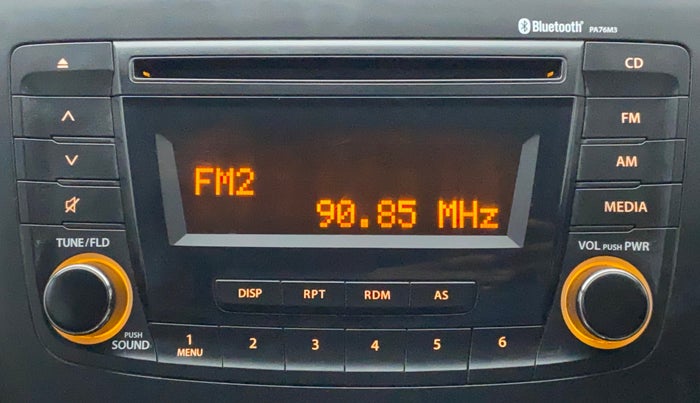 Bluetooth® PA76M3
CD
FM
AM
MEDIA
FM2
90.85 MHz
TUNE/FLD
VOL PUSH PWR
DISP RPT RDM AS
PUSH
SOUND
1 2 3 4 5 6
MENU